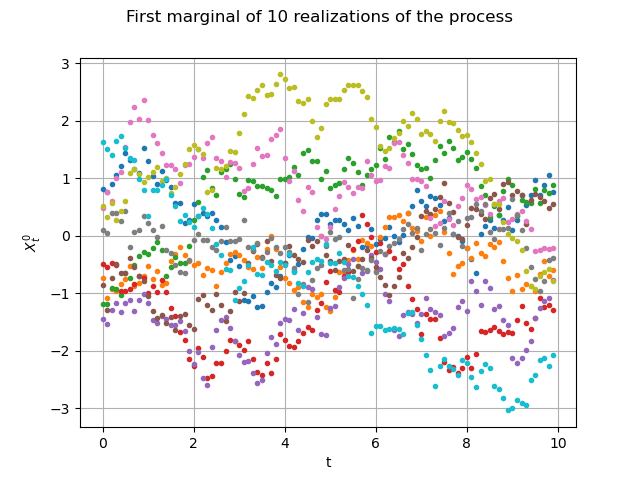 First marginal of 10 realizations of the process
3
2
1
0
−1
−2
−3
X_t^0
0 2 4 6 8 10
t